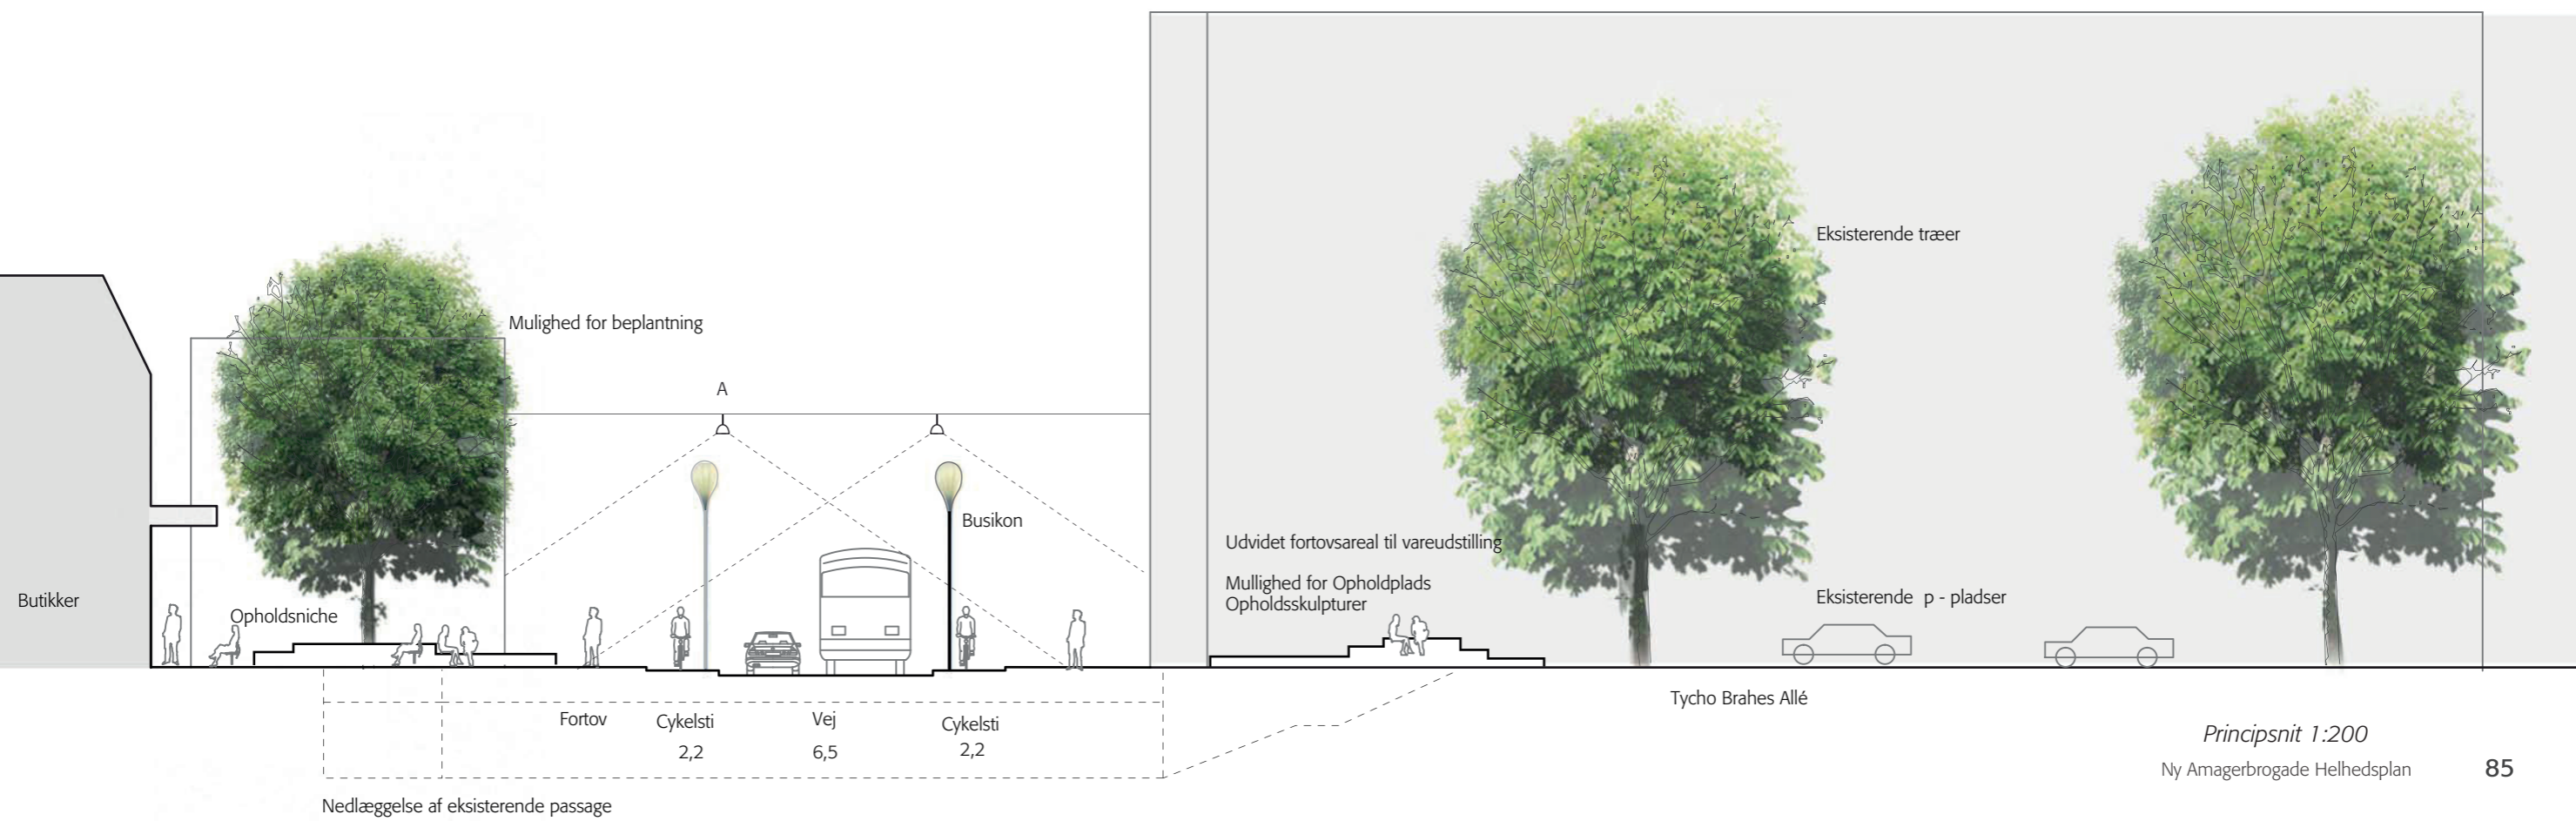 Eksisterende træer
Mulighed for beplantning
A
Busikon
Udvidet fortovsareal til vareudstilling
Mullighed for Opholdplads
Opholdsskulpturer
Butikker
Opholdsniche
Eksisterende p - pladser
Tycho Brahes Allé
Fortov
Cykelsti
2,2
Vej
6,5
Cykelsti
2,2
Nedlæggelse af eksisterende passage
Principsnit 1:200
Ny Amagerbrogade Helhedsplan 85